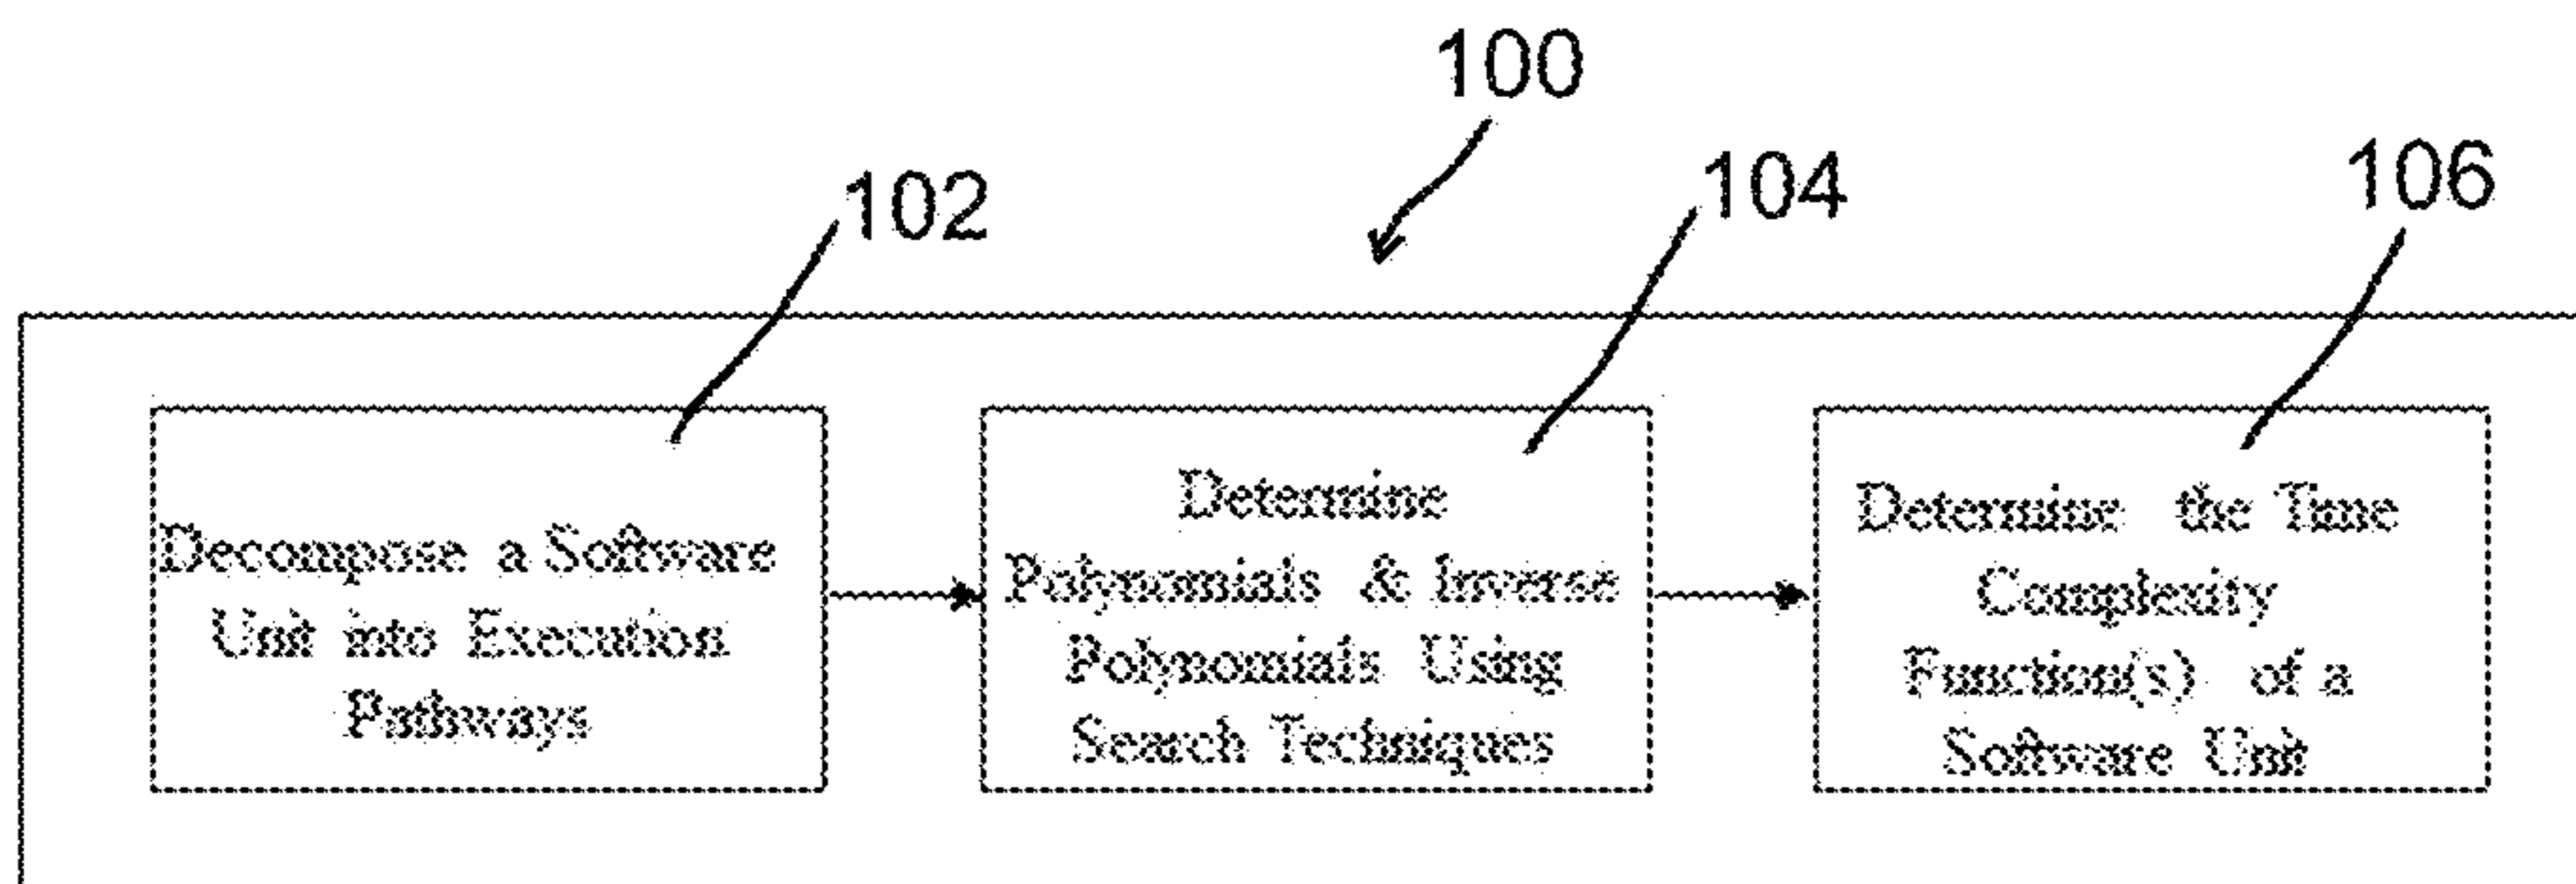 100
102
104
106
Decompose a Software
Unit into Execution
Pathways
Determine
Polynomials & Inverse
Polynomials Using
Search Techniques
Determine the Time
Complexity
Function(s) of a
Software Unit